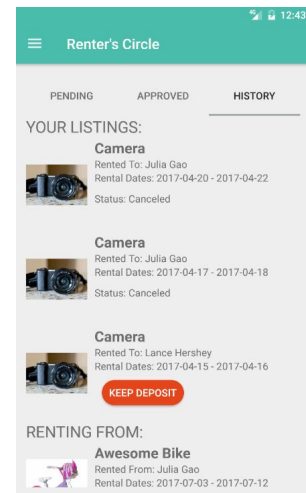 4G 12:43
Renter's Circle
PENDING APPROVED HISTORY
YOUR LISTINGS:
Camera
Rented To: Julia Gao
Rental Dates: 2017-04-20 - 2017-04-22
Status: Canceled
Camera
Rented To: Julia Gao
Rental Dates: 2017-04-17 - 2017-04-18
Status: Canceled
Camera
Rented To: Lance Hershey
Rental Dates: 2017-04-15 - 2017-04-16
KEEP DEPOSIT
RENTING FROM:
Awesome Bike
Rented From: Julia Gao
Rental Dates: 2017-07-03 - 2017-07-12